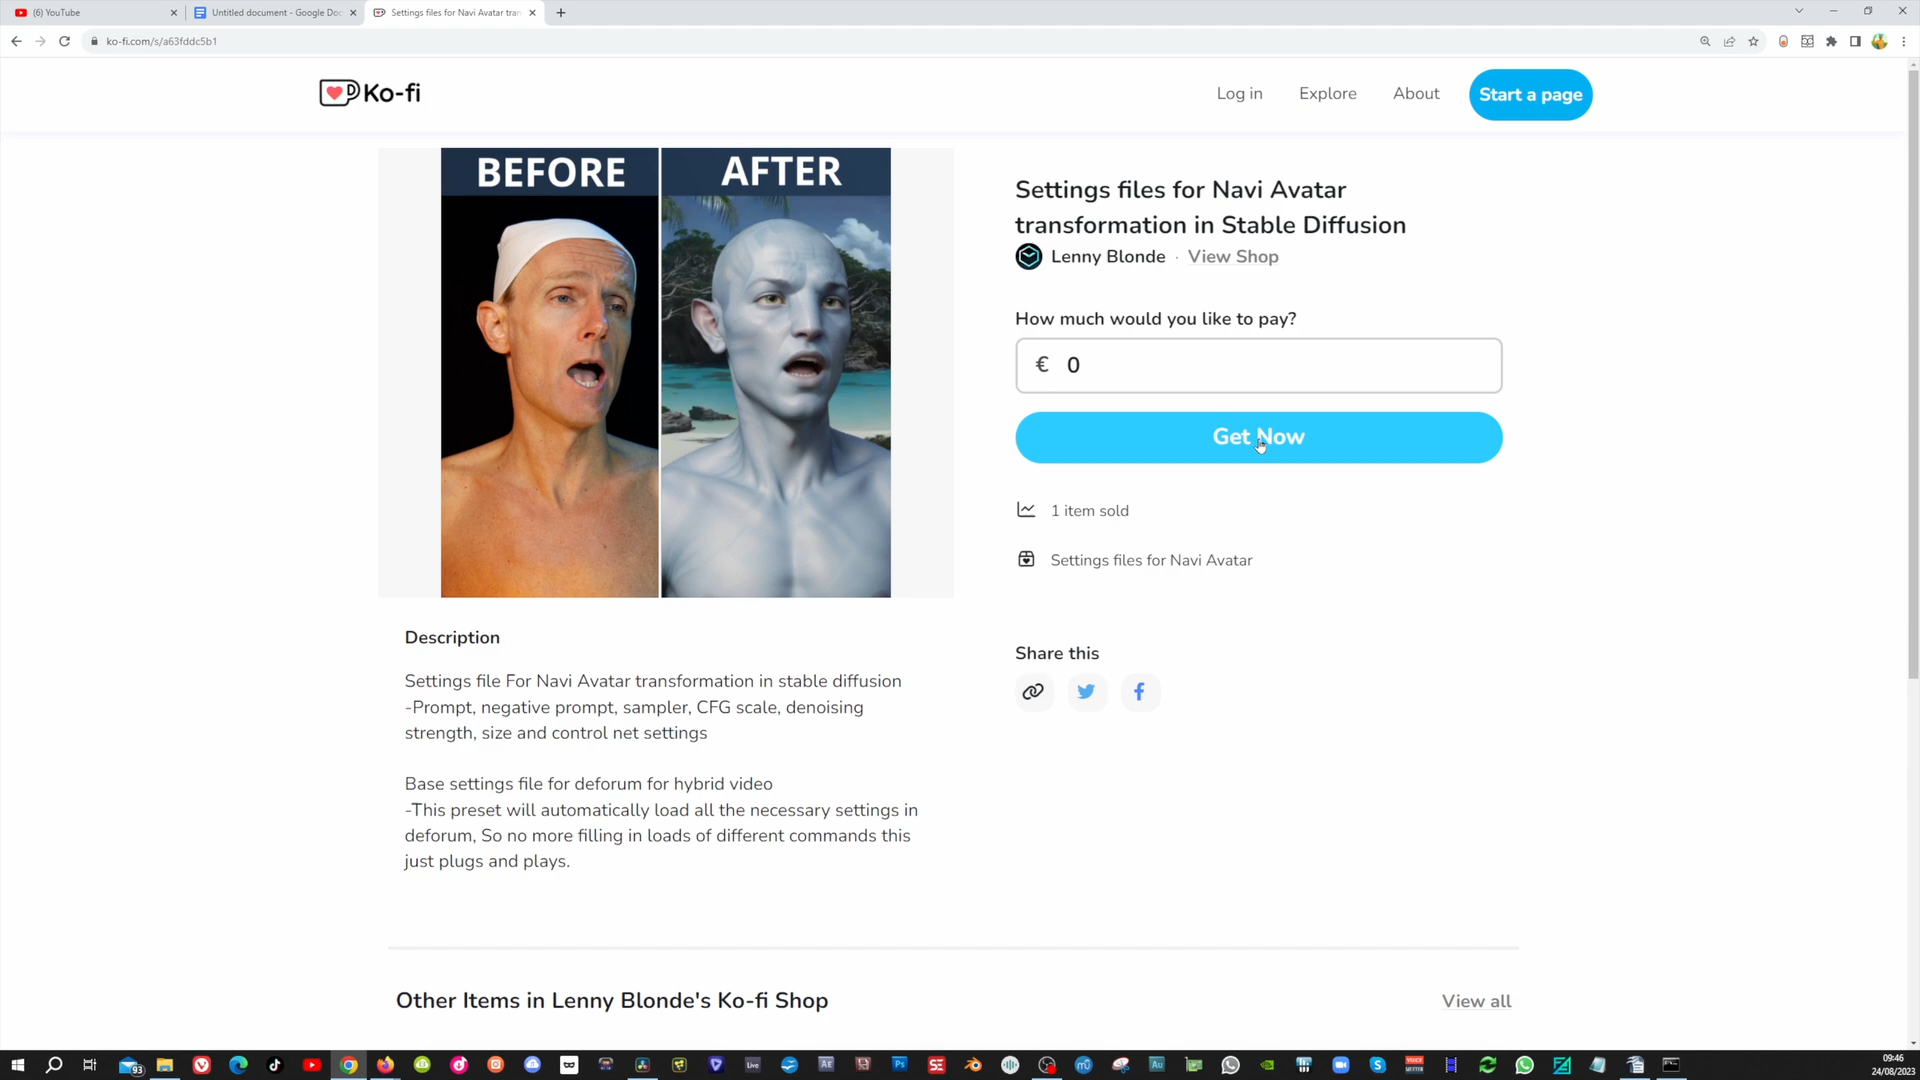 (6) YouTube
Untitled document - Google Doc
Settings files for Navi Avatar tran
ko-fi.com/s/a63fddc5b1
Ko-fi
Log in
Explore
About
Start a page
BEFORE
AFTER
Settings files for Navi Avatar
transformation in Stable Diffusion
Lenny Blonde · View Shop
How much would you like to pay?
€ 0
Get Now
1 item sold
Settings files for Navi Avatar
Share this
Description
Settings file For Navi Avatar transformation in stable diffusion
-Prompt, negative prompt, sampler, CFG scale, denoising
strength, size and control net settings
Base settings file for deforum for hybrid video
-This preset will automatically load all the necessary settings in
deforum, So no more filling in loads of different commands this
just plugs and plays.
Other Items in Lenny Blonde's Ko-fi Shop
View all
93
Live
Ae
Ps
SE
Au
09:46
24/08/2023